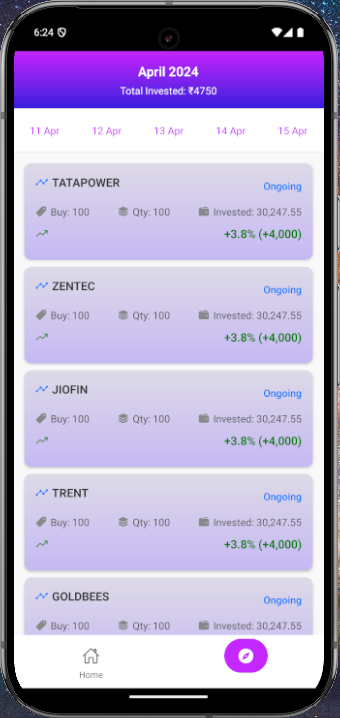 6:24
April 2024
Total Invested: ₹4750
11 Apr 12 Apr 13 Apr 14 Apr 15 Apr
TATAPOWER Ongoing
Buy: 100 Qty: 100 Invested: 30,247.55
+3.8% (+4,000)
ZENTEC Ongoing
Buy: 100 Qty: 100 Invested: 30,247.55
+3.8% (+4,000)
JIOFIN Ongoing
Buy: 100 Qty: 100 Invested: 30,247.55
+3.8% (+4,000)
TRENT Ongoing
Buy: 100 Qty: 100 Invested: 30,247.55
+3.8% (+4,000)
GOLDBEES Ongoing
Buy: 100 Qty: 100 Invested: 30,247.55
Home